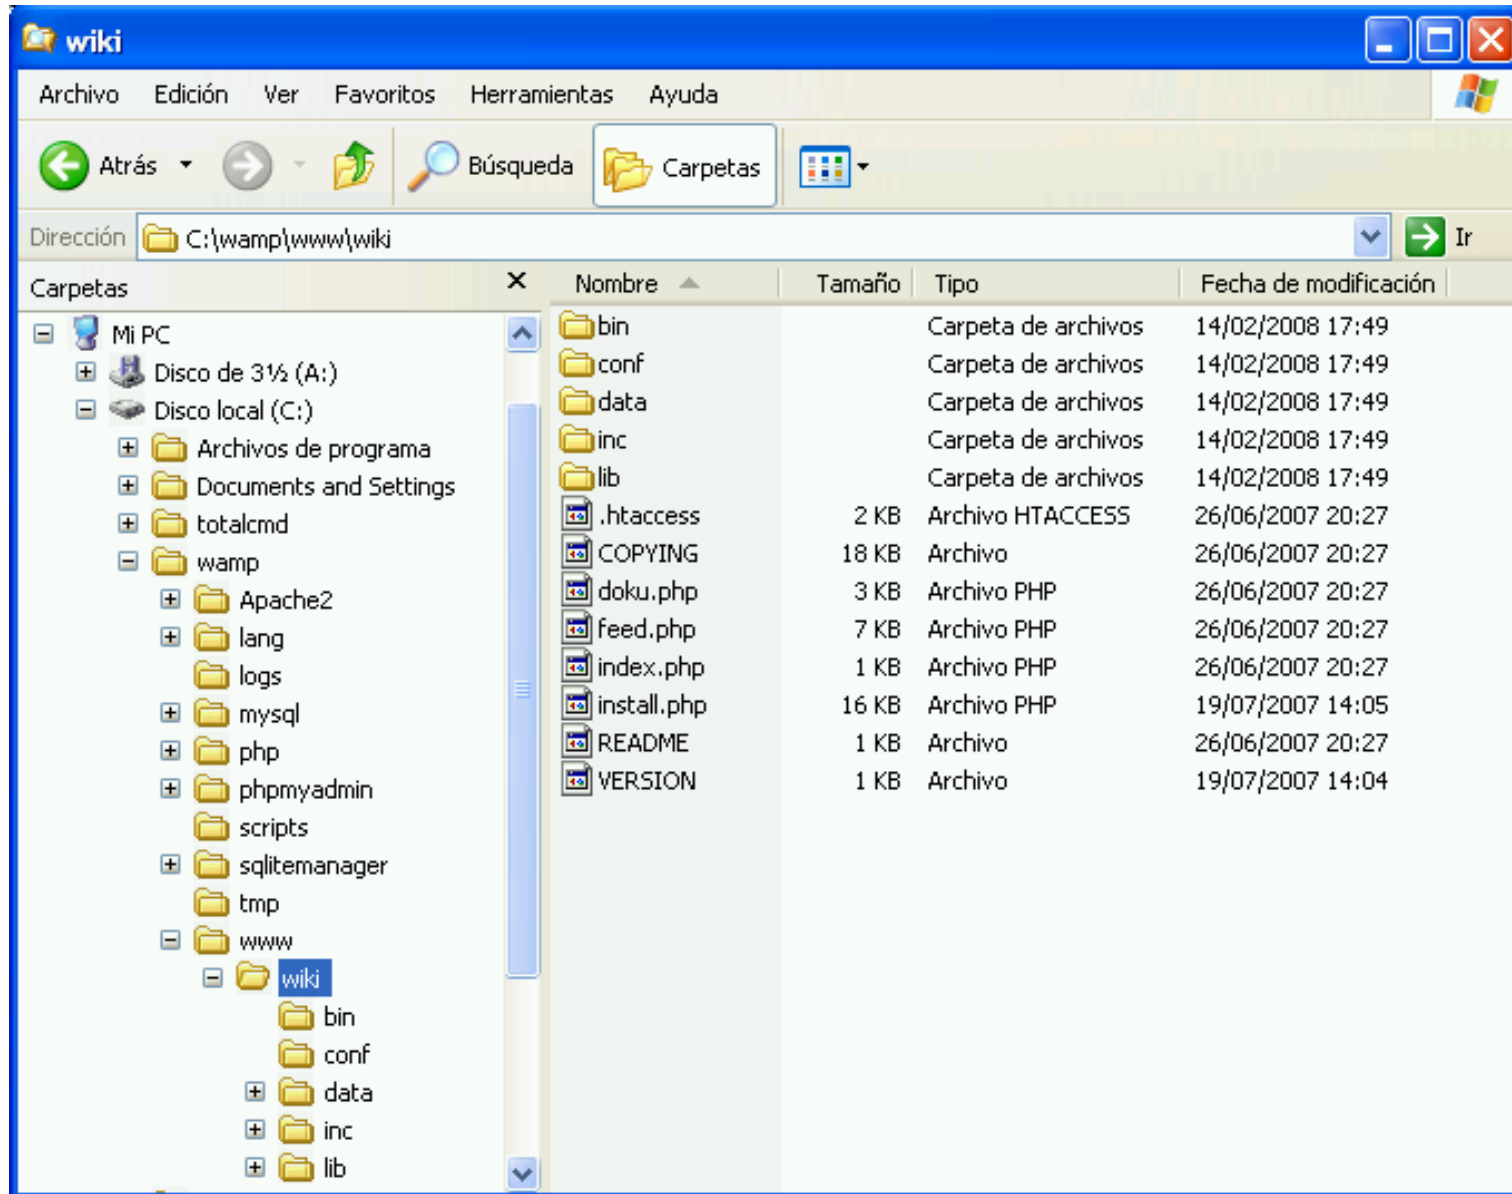 wiki
Archivo Edición Ver Favoritos Herramientas Ayuda
Atrás Búsqueda Carpetas
Dirección C:\wamp\www\wiki Ir
Carpetas
Mi PC
Disco de 3½ (A:)
Disco local (C:)
Archivos de programa
Documents and Settings
totalcmd
wamp
Apache2
lang
logs
mysql
php
phpmyadmin
scripts
sqlitemanager
tmp
www
wiki
bin
conf
data
inc
lib
Nombre Tamaño Tipo Fecha de modificación
bin Carpeta de archivos 14/02/2008 17:49
conf Carpeta de archivos 14/02/2008 17:49
data Carpeta de archivos 14/02/2008 17:49
inc Carpeta de archivos 14/02/2008 17:49
lib Carpeta de archivos 14/02/2008 17:49
.htaccess 2 KB Archivo HTACCESS 26/06/2007 20:27
COPYING 18 KB Archivo 26/06/2007 20:27
doku.php 3 KB Archivo PHP 26/06/2007 20:27
feed.php 7 KB Archivo PHP 26/06/2007 20:27
index.php 1 KB Archivo PHP 26/06/2007 20:27
install.php 16 KB Archivo PHP 19/07/2007 14:05
README 1 KB Archivo 26/06/2007 20:27
VERSION 1 KB Archivo 19/07/2007 14:04